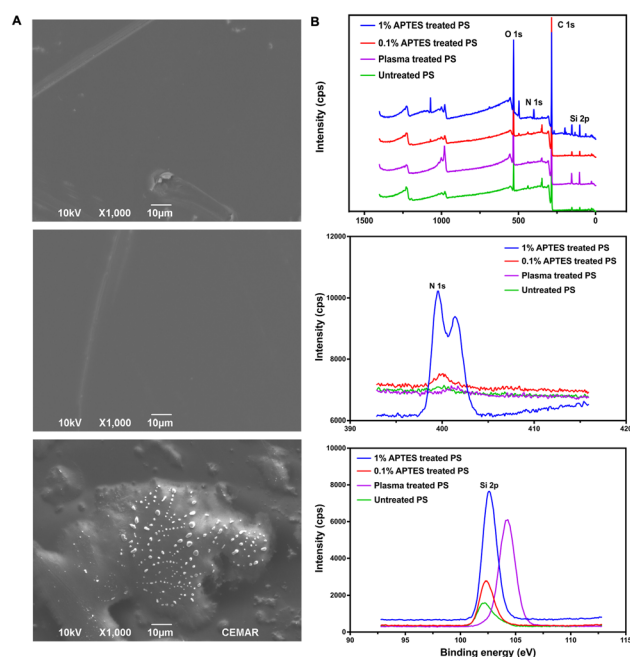 A
10kV X1,000 10μm
10kV X1,000 10μm
10kV X1,000 10μm CEMAR
B
1% APTES treated PS
0.1% APTES treated PS
Plasma treated PS
Untreated PS
O 1s
C 1s
N 1s
Si 2p
Intensity (cps)
1500 1000 500 0
12000
10000
8000
6000
Intensity (cps)
N 1s
1% APTES treated PS
0.1% APTES treated PS
Plasma treated PS
Untreated PS
390 400 410 420
10000
8000
6000
4000
2000
0
Intensity (cps)
1% APTES treated PS
0.1% APTES treated PS
Plasma treated PS
Untreated PS
Si 2p
90 95 100 105 110 115
Binding energy (eV)